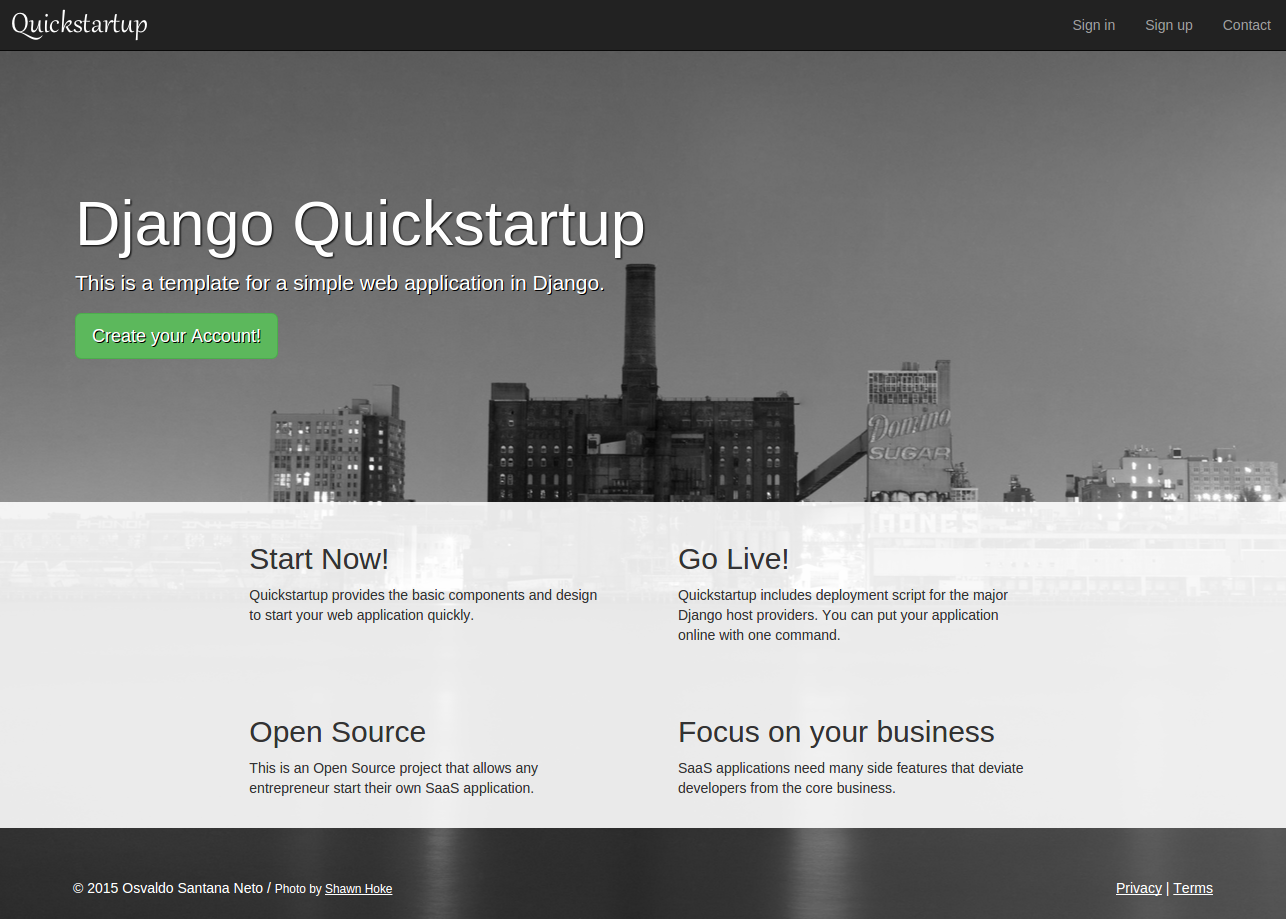 Quickstartup
Sign in
Sign up
Contact
Django Quickstartup
This is a template for a simple web application in Django.
Create your Account!
Domino
SUGAR
Start Now!
Quickstartup provides the basic components and design
to start your web application quickly.
Go Live!
Quickstartup includes deployment script for the major
Django host providers. You can put your application
online with one command.
Open Source
This is an Open Source project that allows any
entrepreneur start their own SaaS application.
Focus on your business
SaaS applications need many side features that deviate
developers from the core business.
© 2015 Osvaldo Santana Neto / Photo by Shawn Hoke
Privacy | Terms